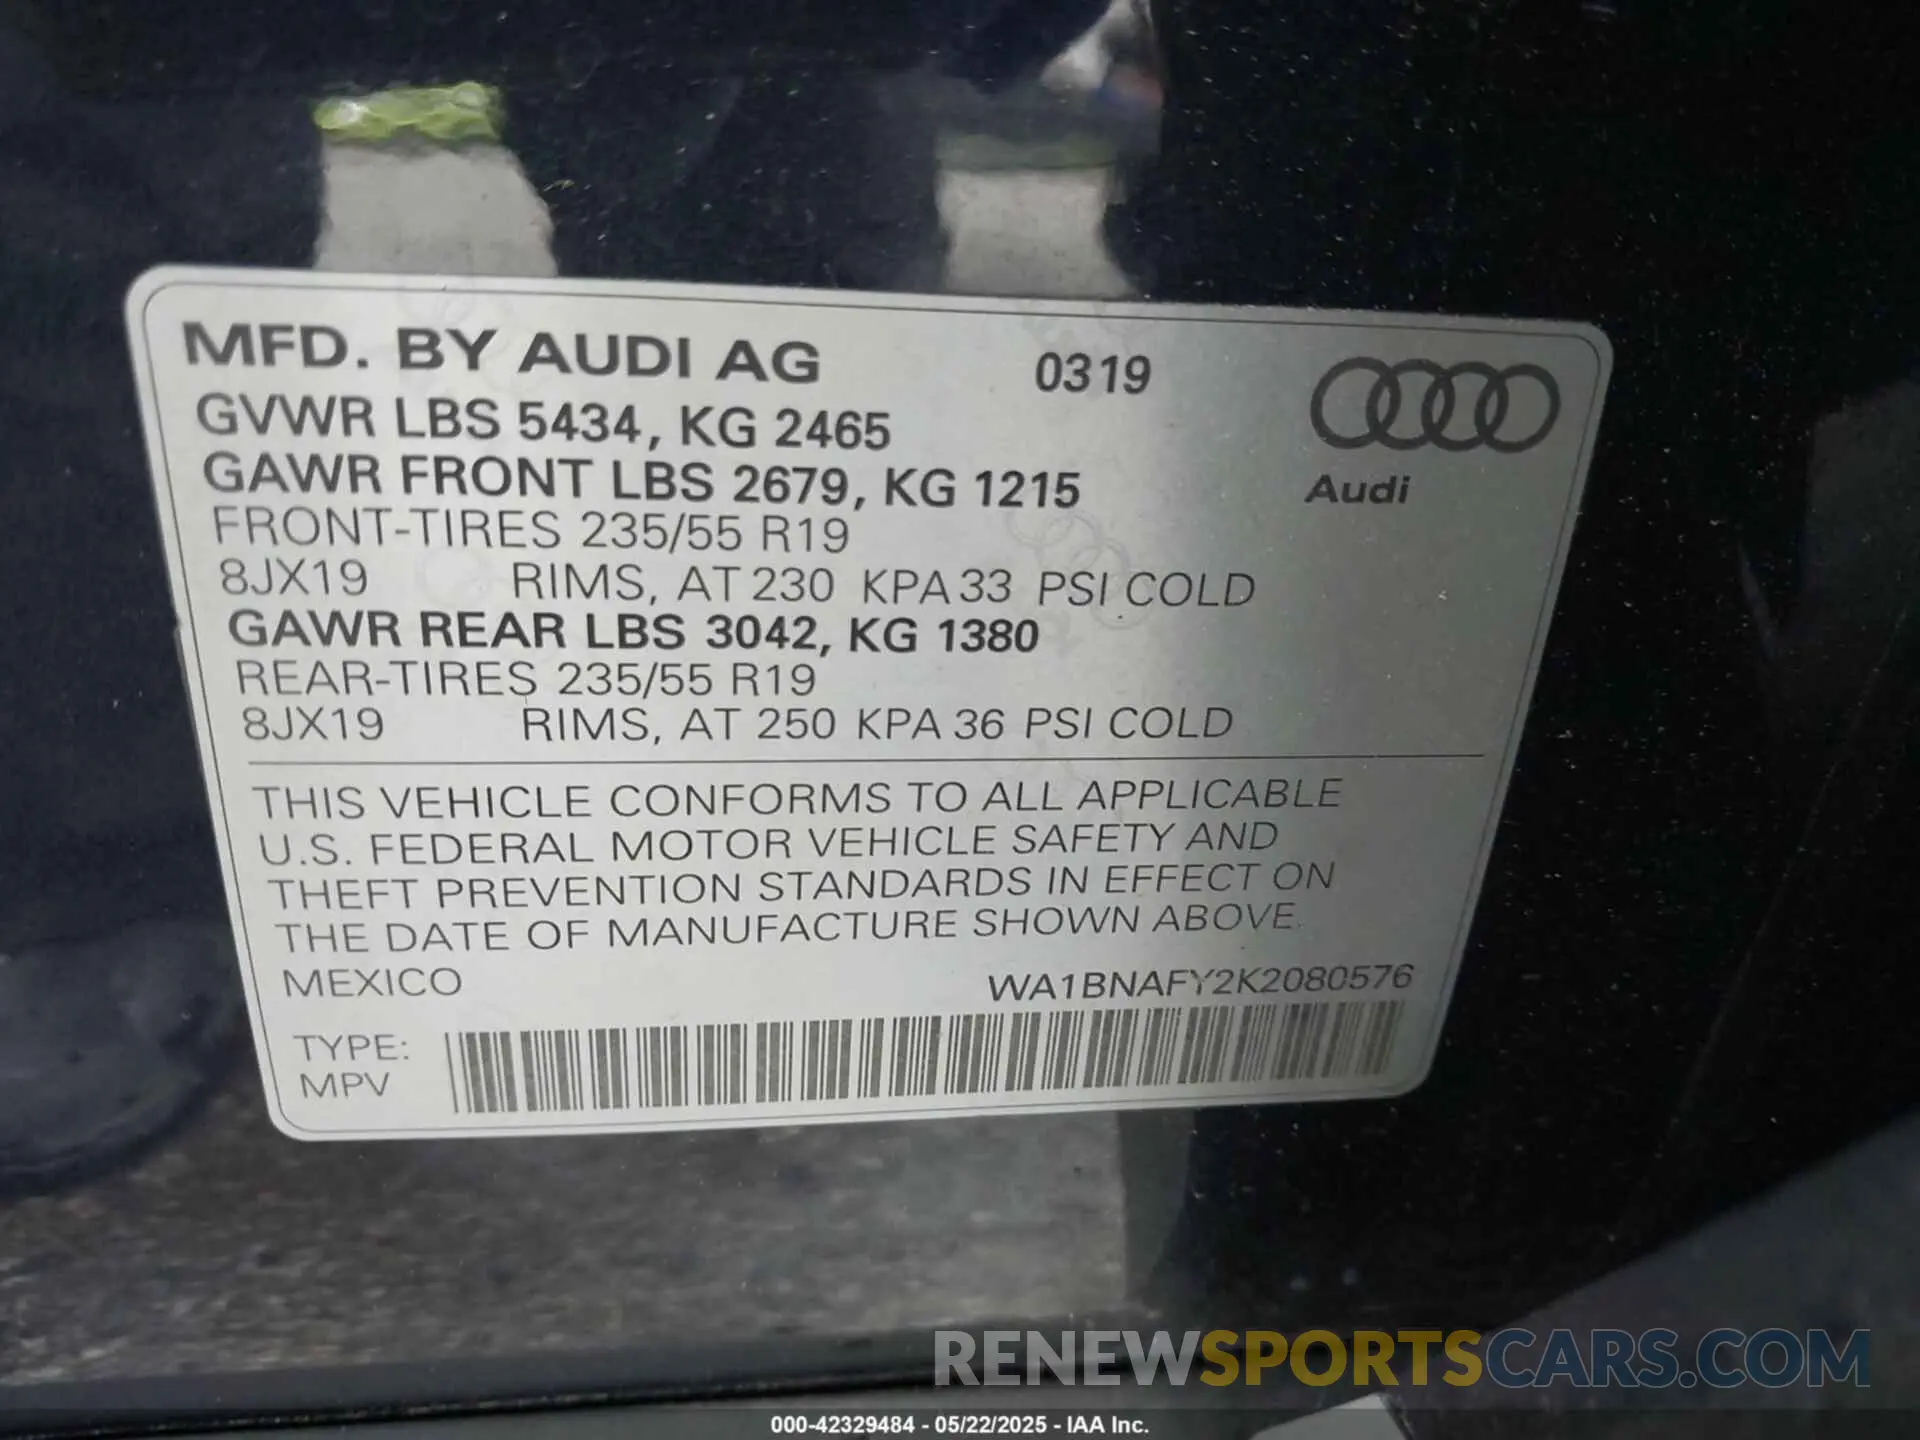 MFD. BY AUDI AG 0319
GVWR LBS 5434, KG 2465
GAWR FRONT LBS 2679, KG 1215
Audi
FRONT-TIRES 235/55 R19
8JX19 RIMS, AT 230 KPA 33 PSI COLD
GAWR REAR LBS 3042, KG 1380
REAR-TIRES 235/55 R19
8JX19 RIMS, AT 250 KPA 36 PSI COLD
THIS VEHICLE CONFORMS TO ALL APPLICABLE
U.S. FEDERAL MOTOR VEHICLE SAFETY AND
THEFT PREVENTION STANDARDS IN EFFECT ON
THE DATE OF MANUFACTURE SHOWN ABOVE.
MEXICO WA1BNAFY2K2080576
TYPE:
MPV
RENEWSPORTSCARS.COM
000-42329484 - 05/22/2025 - IAA Inc.